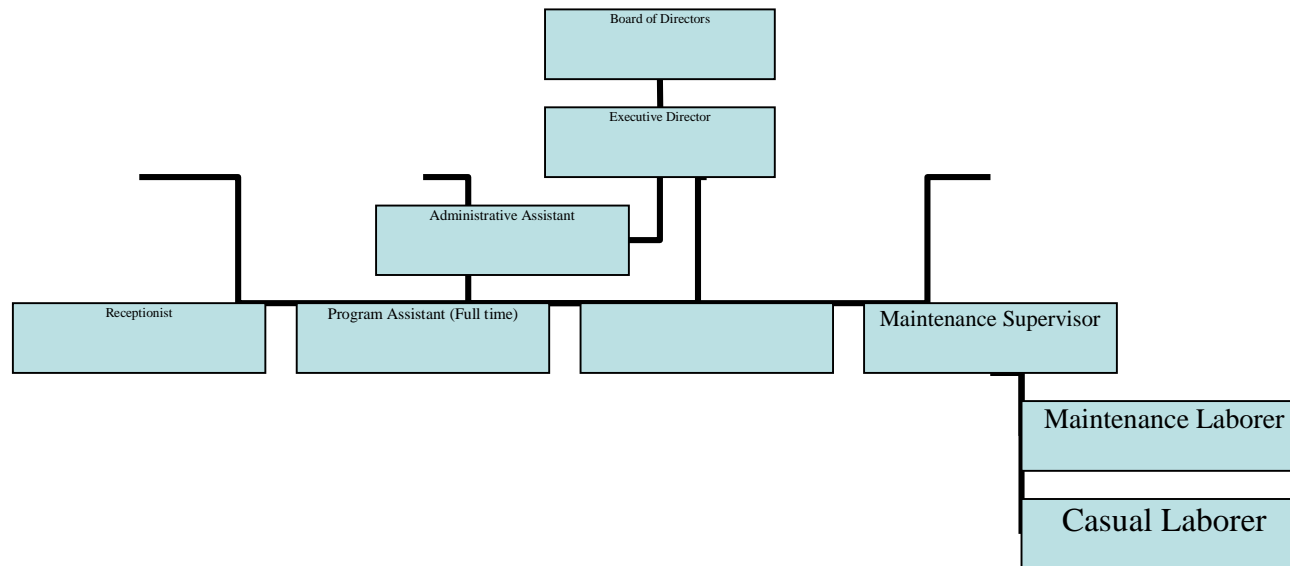 Board of Directors
Executive Director
Administrative Assistant
Receptionist
Program Assistant (Full time)
Maintenance Supervisor
Maintenance Laborer
Casual Laborer